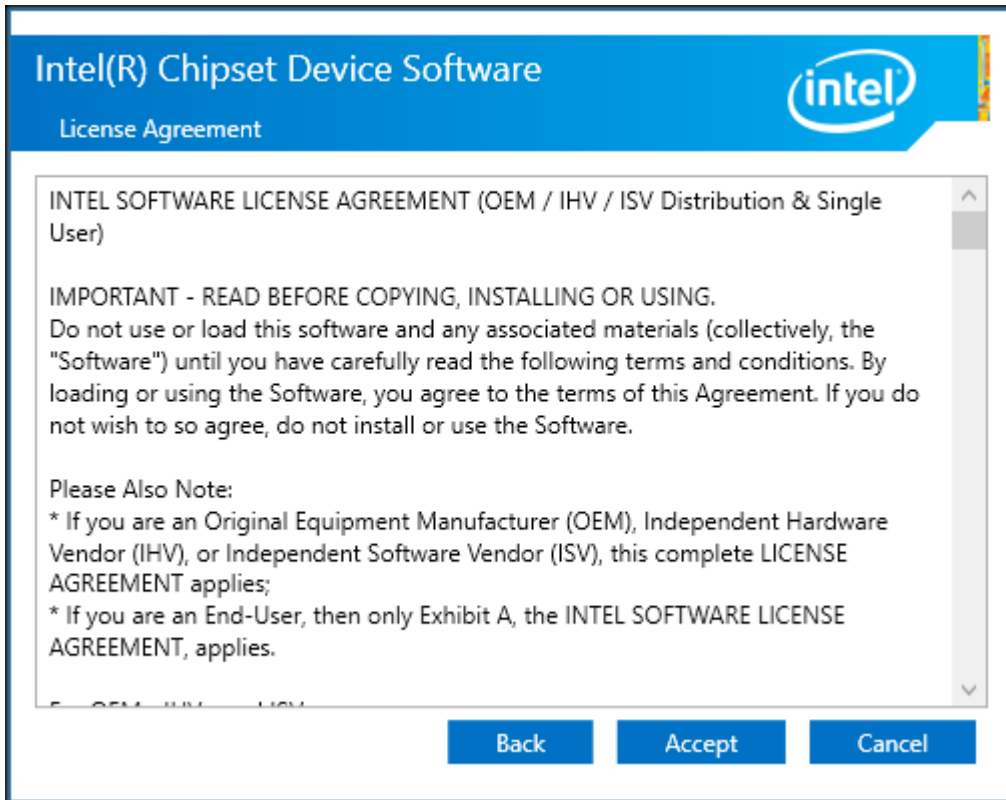 Intel(R) Chipset Device Software
intel
License Agreement
INTEL SOFTWARE LICENSE AGREEMENT (OEM / IHV / ISV Distribution & Single
User)
IMPORTANT - READ BEFORE COPYING, INSTALLING OR USING.
Do not use or load this software and any associated materials (collectively, the
"Software") until you have carefully read the following terms and conditions. By
loading or using the Software, you agree to the terms of this Agreement. If you do
not wish to so agree, do not install or use the Software.
Please Also Note:
* If you are an Original Equipment Manufacturer (OEM), Independent Hardware
Vendor (IHV), or Independent Software Vendor (ISV), this complete LICENSE
AGREEMENT applies;
* If you are an End-User, then only Exhibit A, the INTEL SOFTWARE LICENSE
AGREEMENT, applies.
Back
Accept
Cancel